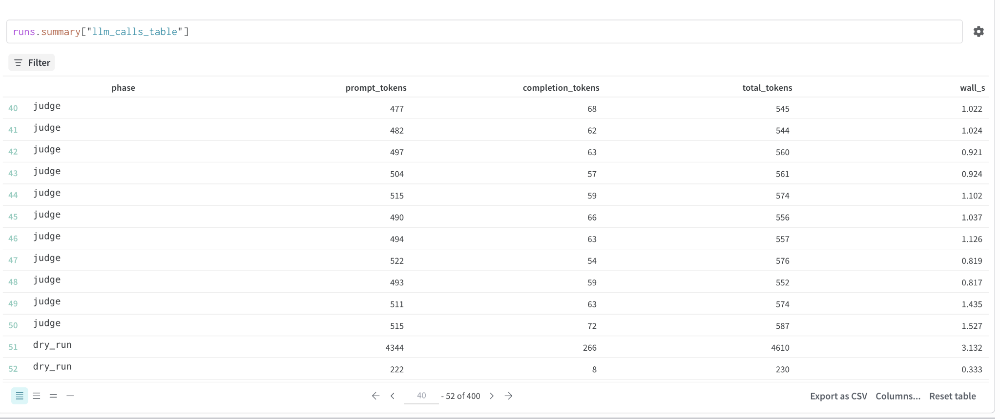 runs.summary["llm_calls_table"]
Filter
phase prompt_tokens completion_tokens total_tokens wall_s
40 judge 477 68 545 1.022
41 judge 482 62 544 1.024
42 judge 497 63 560 0.921
43 judge 504 57 561 0.924
44 judge 515 59 574 1.102
45 judge 490 66 556 1.037
46 judge 494 63 557 1.126
47 judge 522 54 576 0.819
48 judge 493 59 552 0.817
49 judge 511 63 574 1.435
50 judge 515 72 587 1.527
51 dry_run 4344 266 4610 3.132
52 dry_run 222 8 230 0.333
40 - 52 of 400 Export as CSV Columns... Reset table